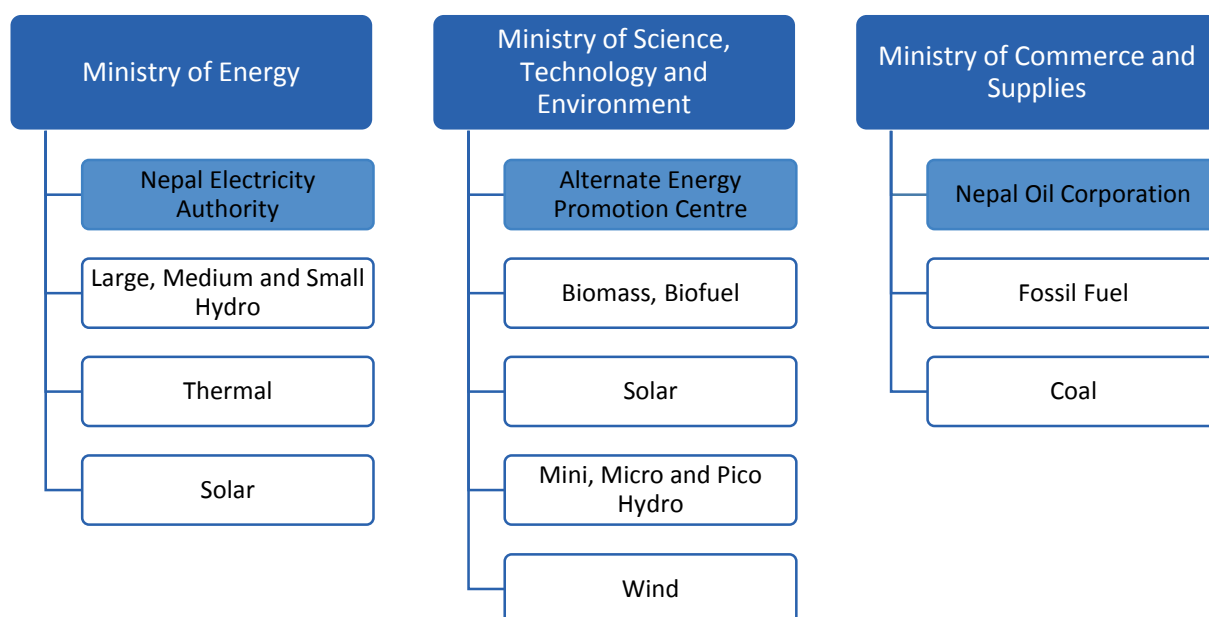 Ministry of Energy
Nepal Electricity
Authority
Large, Medium and Small
Hydro
Thermal
Solar
Ministry of Science,
Technology and
Environment
Alternate Energy
Promotion Centre
Biomass, Biofuel
Solar
Mini, Micro and Pico
Hydro
Wind
Ministry of Commerce and
Supplies
Nepal Oil Corporation
Fossil Fuel
Coal